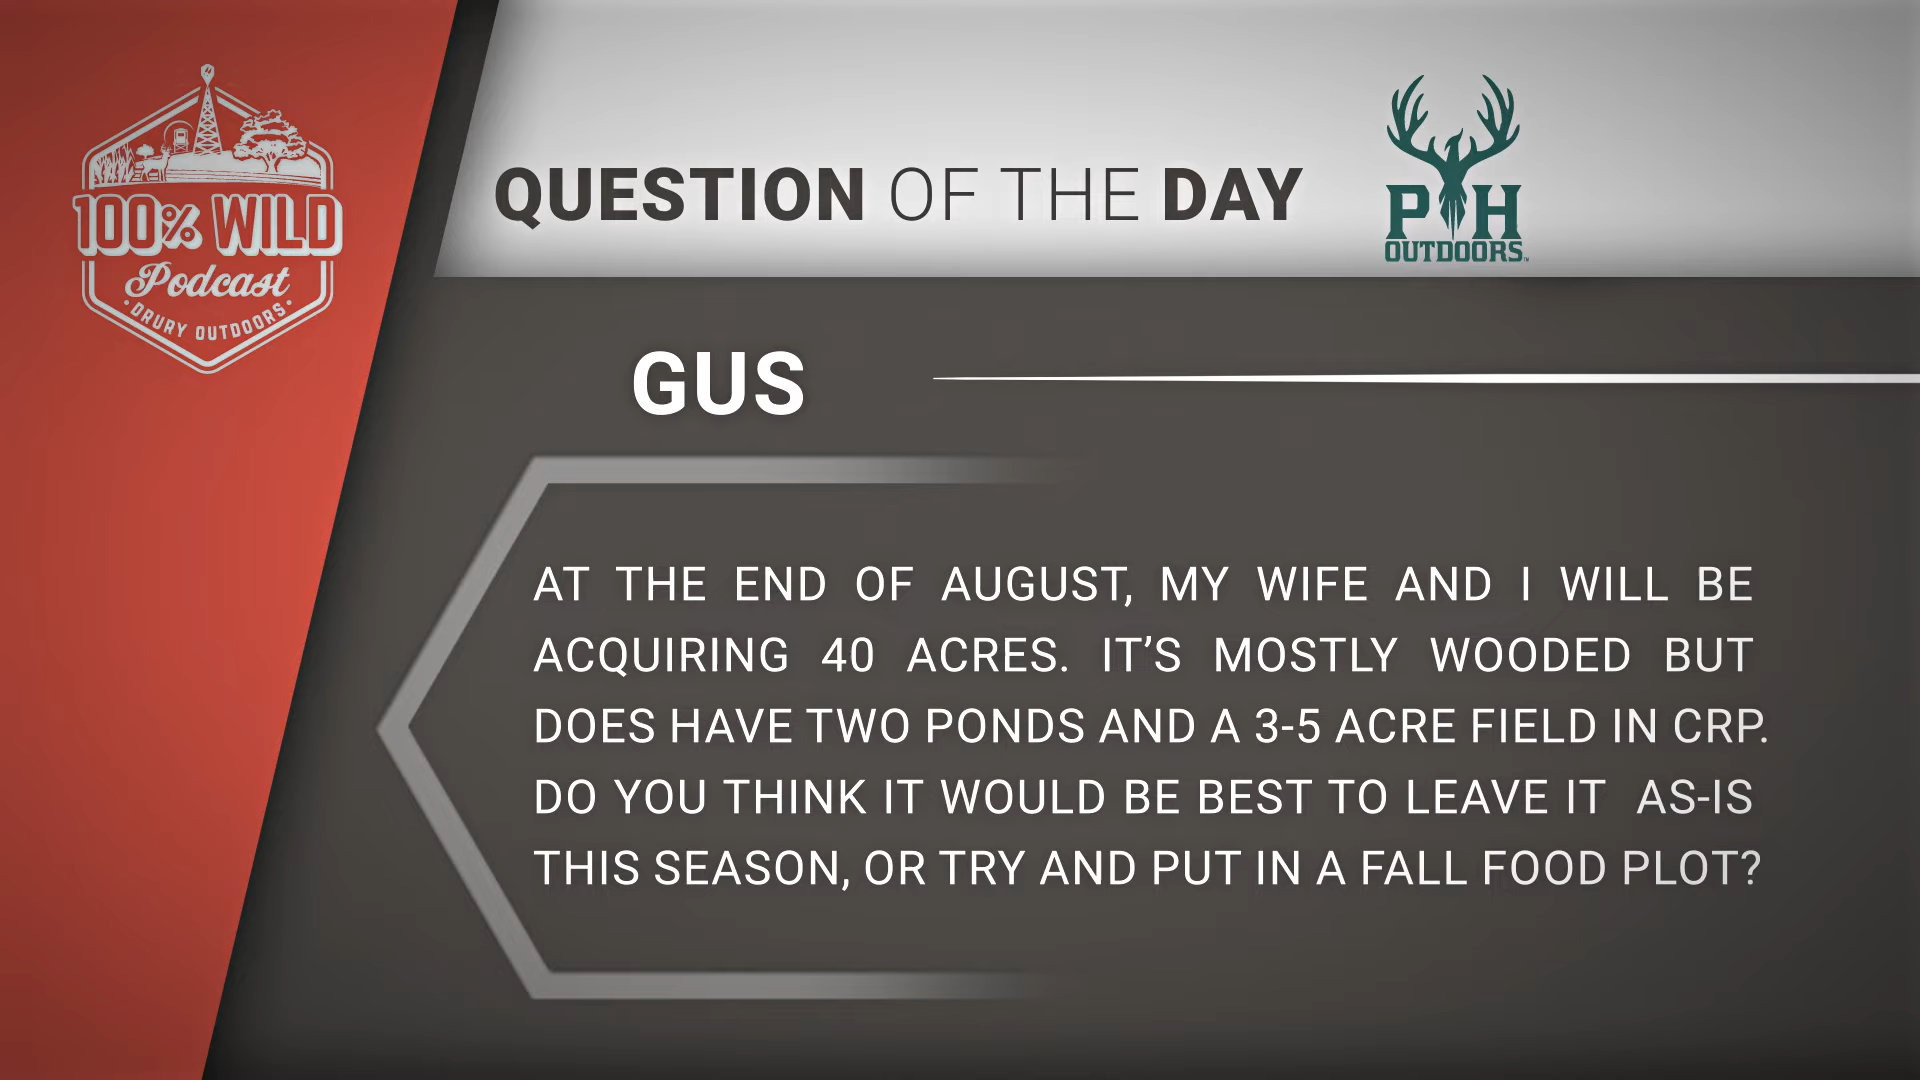 100% WILD
Podcast
• DRURY OUTDOORS •
QUESTION OF THE DAY
PH
OUTDOORS™
GUS
AT THE END OF AUGUST, MY WIFE AND I WILL BE
ACQUIRING 40 ACRES. IT’S MOSTLY WOODED BUT
DOES HAVE TWO PONDS AND A 3-5 ACRE FIELD IN CRP.
DO YOU THINK IT WOULD BE BEST TO LEAVE IT AS-IS
THIS SEASON, OR TRY AND PUT IN A FALL FOOD PLOT?